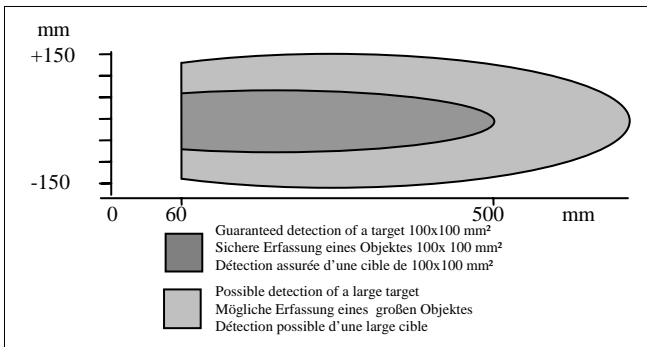 mm
+150
-150
0 60 500 mm
Guaranteed detection of a target 100x100 mm²
Sichere Erfassung eines Objektes 100x 100 mm²
Détection assurée d’une cible de 100x100 mm²
Possible detection of a large target
Mögliche Erfassung eines großen Objektes
Détection possible d’une large cible